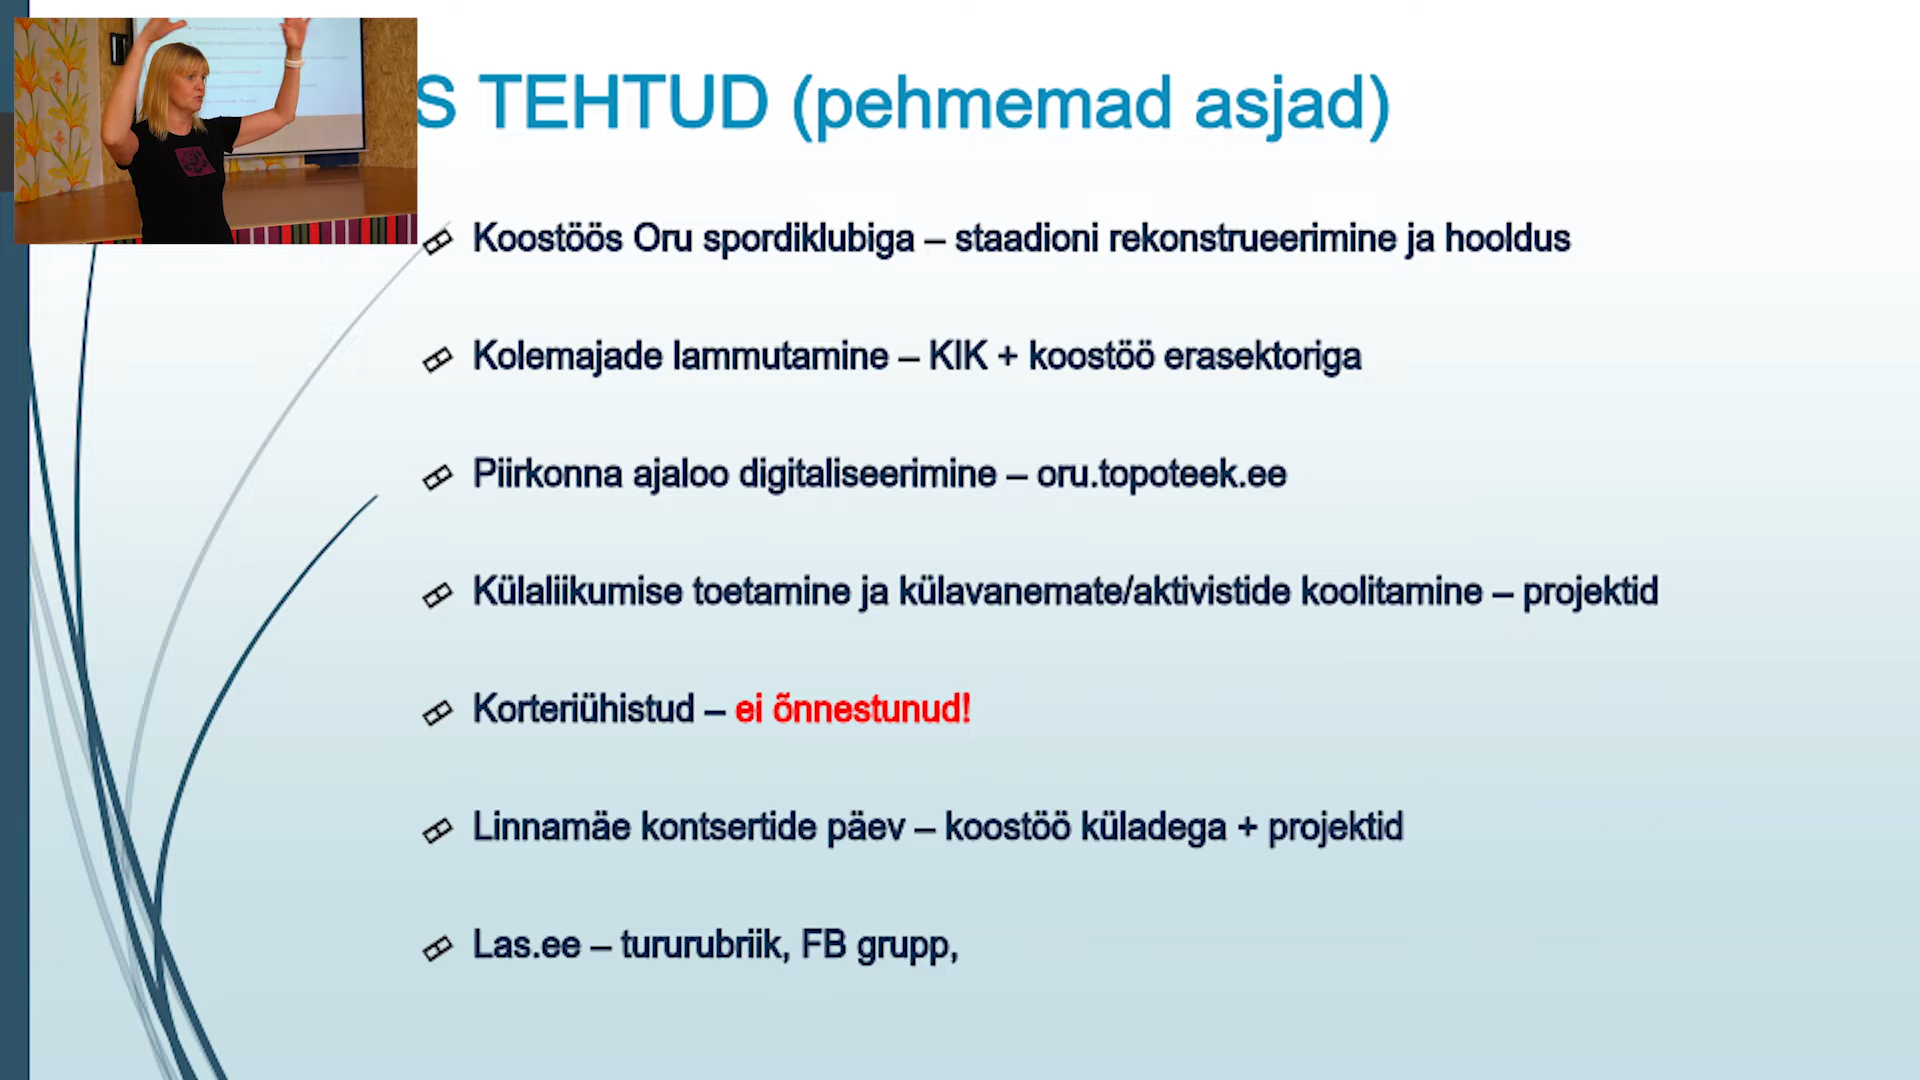 S TEHTUD (pehmemad asjad)
Koostöös Oru spordiklubiga – staadioni rekonstrueerimine ja hooldus
Kolemajade lammutamine – KIK + koostöö erasektoriga
Piirkonna ajaloo digitaliseerimine – oru.topoteek.ee
Külaliikumise toetamine ja külavanemate/aktivistide koolitamine – projektid
Korteriühistud – ei õnnestunud!
Linnamäe kontsertide päev – koostöö küladega + projektid
Las.ee – tururubriik, FB grupp,